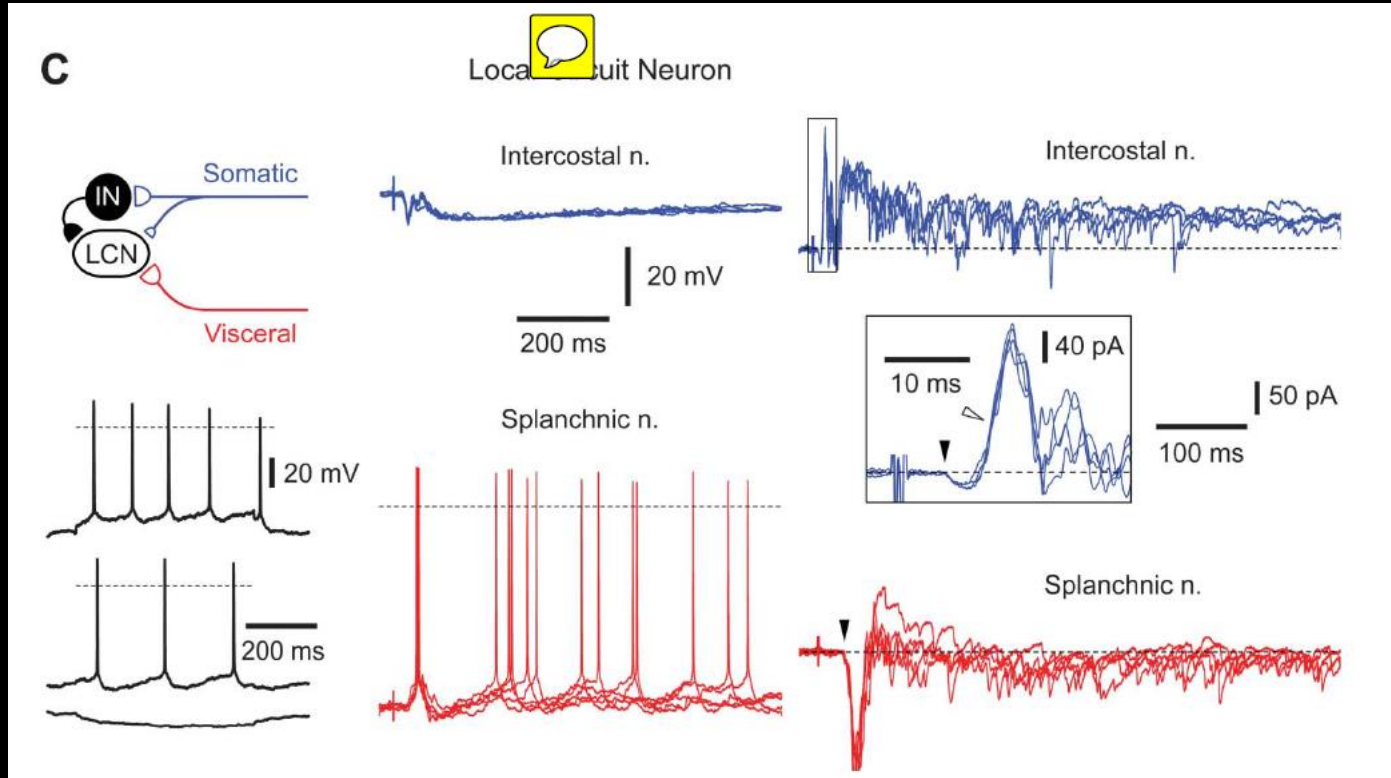 C
Loca cuit Neuron
Somatic
IN
LCN
Visceral
20 mV
200 ms
Intercostal n.
20 mV
200 ms
Splanchnic n.
Intercostal n.
10 ms
40 pA
50 pA
100 ms
Splanchnic n.